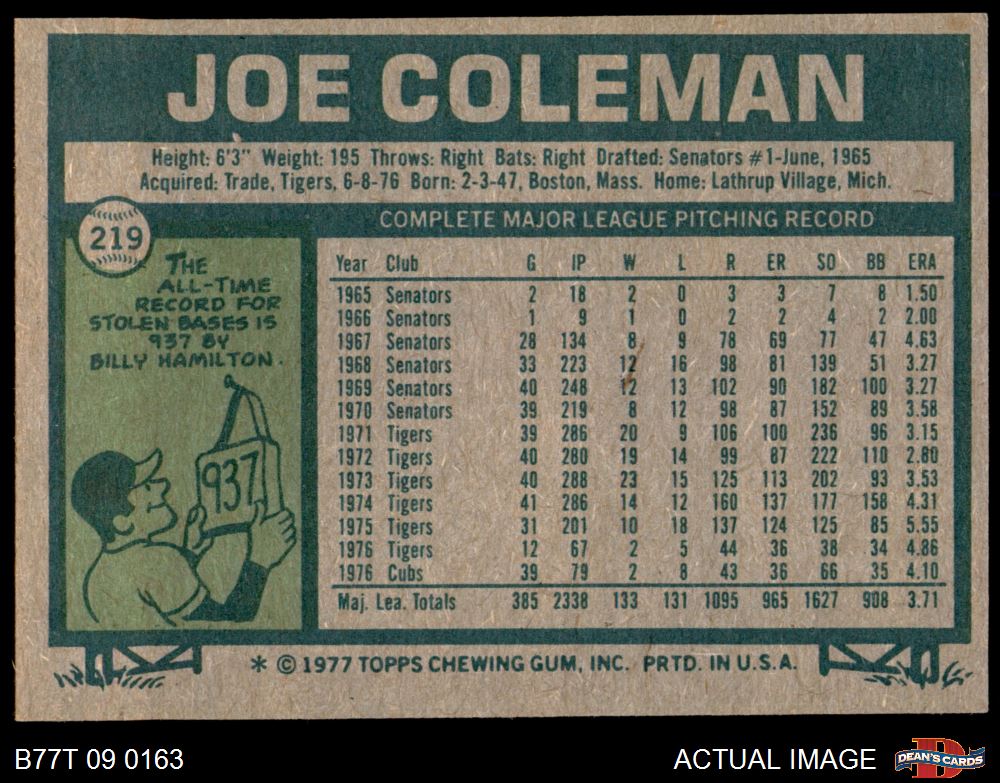 JOE COLEMAN
Height: 6'3" Weight: 195 Throws: Right Bats: Right Drafted: Senators #1-June, 1965
Acquired: Trade, Tigers, 6-8-76 Born: 2-3-47, Boston, Mass. Home: Lathrup Village, Mich.
219
THE
ALL-TIME
RECORD FOR
STOLEN BASES IS
937 BY
BILLY HAMILTON.
937
COMPLETE MAJOR LEAGUE PITCHING RECORD
Year Club G IP W L R ER SO BB ERA
1965 Senators 2 18 2 0 3 3 7 8 1.50
1966 Senators 1 9 1 0 2 2 4 2 2.00
1967 Senators 28 134 8 9 78 69 77 47 4.63
1968 Senators 33 223 12 16 98 81 139 51 3.27
1969 Senators 40 248 12 13 102 90 182 100 3.27
1970 Senators 39 219 8 12 98 87 152 89 3.58
1971 Tigers 39 286 20 9 106 100 236 96 3.15
1972 Tigers 40 280 19 14 99 87 222 110 2.80
1973 Tigers 40 288 23 15 125 113 202 93 3.53
1974 Tigers 41 286 14 12 160 137 177 158 4.31
1975 Tigers 31 201 10 18 137 124 125 85 5.55
1976 Tigers 12 67 2 5 44 36 38 34 4.86
1976 Cubs 39 79 2 8 43 36 66 35 4.10
Maj. Lea. Totals 385 2338 133 131 1095 965 1627 908 3.71
* © 1977 TOPPS CHEWING GUM, INC. PRTD. IN U.S.A.
B77T 09 0163
ACTUAL IMAGE
D
DEAN'S CARDS